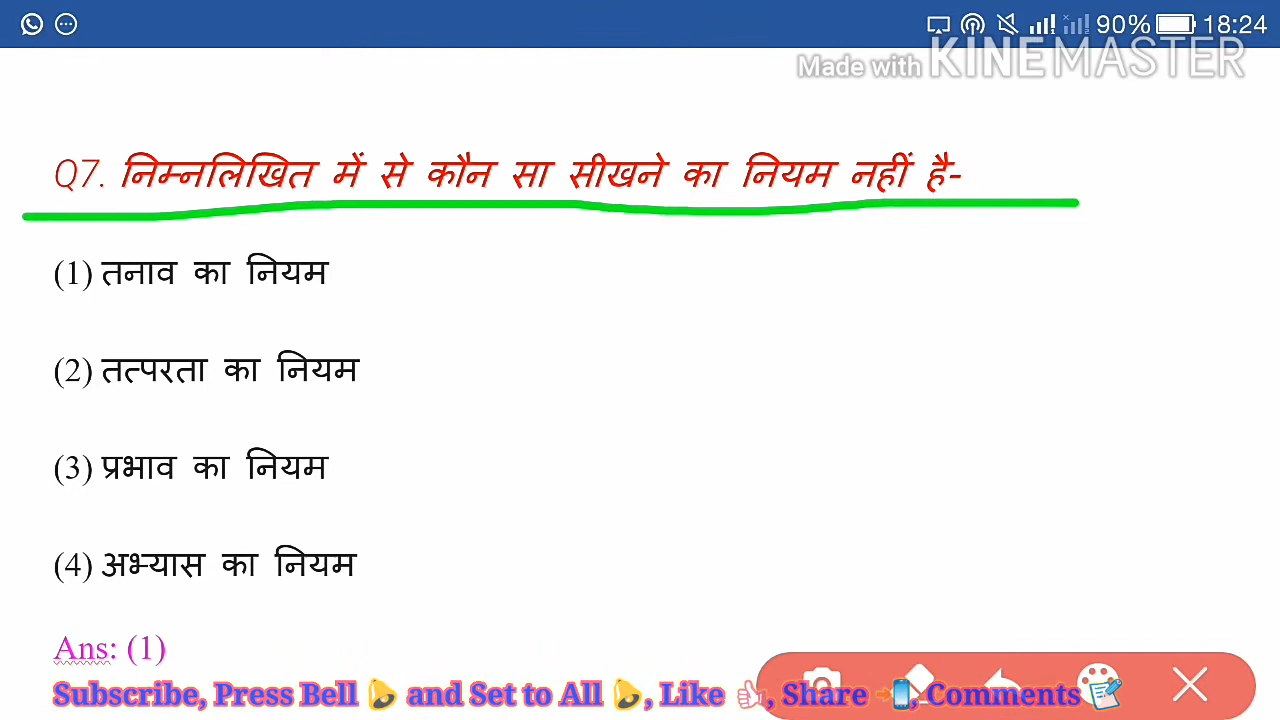 90% 18:24
Made with KINEMASTER
Q7. निम्नलिखित में से कौन सा सीखने का नियम नहीं है-
(1) तनाव का नियम
(2) तत्परता का नियम
(3) प्रभाव का नियम
(4) अभ्यास का नियम
Ans: (1)
Subscribe, Press Bell 🔔 and Set to All 🔔, Like 👍, Share 📲, Comments 📝